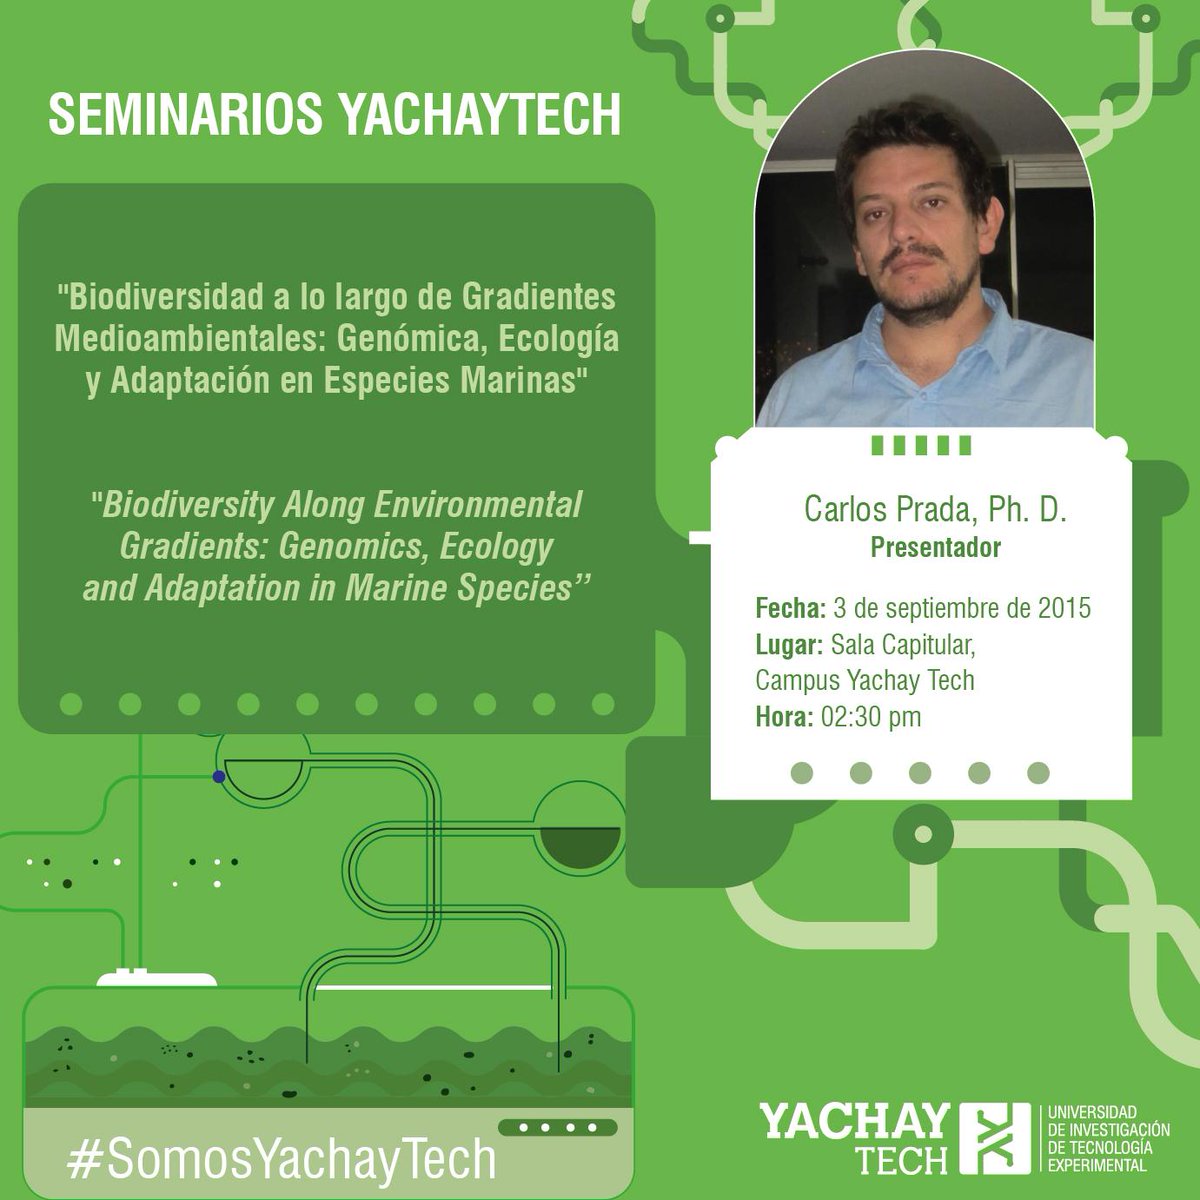 SEMINARIOS YACHAYTECH
"Biodiversidad a lo largo de Gradientes
Medioambientales: Genómica, Ecología
y Adaptación en Especies Marinas"
"Biodiversity Along Environmental
Gradients: Genomics, Ecology
and Adaptation in Marine Species”
Carlos Prada, Ph. D.
Presentador
Fecha: 3 de septiembre de 2015
Lugar: Sala Capitular,
Campus Yachay Tech
Hora: 02:30 pm
#SomosYachayTech
YACHAY
TECH
UNIVERSIDAD
DE INVESTIGACIÓN
DE TECNOLOGÍA
EXPERIMENTAL